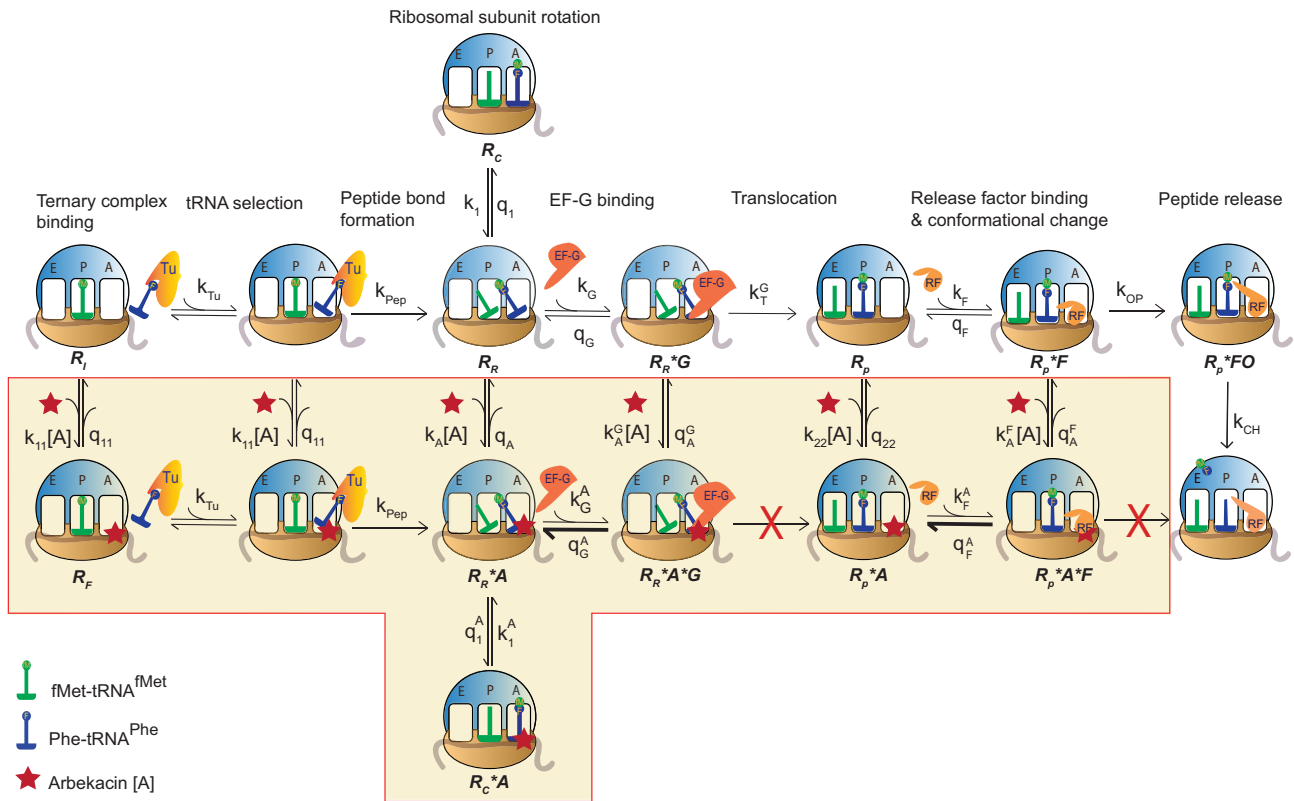 Ribosomal subunit rotation
E P A
M
F
R_C
k_1 q_1
Ternary complex
binding
tRNA selection
Peptide bond
formation
EF-G binding
Translocation
Release factor binding
& conformational change
Peptide release
E P A M F Tu
k_Tu
E P A M F Tu
k_Pep
E P A M F
EF-G
k_G
q_G
E P A M EF-G
k_T^G
E P A M F
RF
k_F
q_F
E P A M F RF
k_OP
E P A M F RF
R_I
R_R
R_R*G
R_p
R_p*F
R_p*FO
k_11[A] q_11
k_11[A] q_11
k_A[A] q_A
k_A^G[A] q_A^G
k_22[A] q_22
k_A^F[A] q_A^F
k_CH
E P A M F Tu
k_Tu
E P A M F Tu
k_Pep
E P A M F
EF-G
k_G^A
q_G^A
E P A M EF-G
X
E P A M F
RF
k_F^A
q_F^A
E P A M F RF
X
E P A F RF
R_F
R_R*A
R_R*A*G
R_p*A
R_p*A*F
q_1^A k_1^A
E P A
M
F
R_C*A
M fMet-tRNA^fMet
F Phe-tRNA^Phe
Arbekacin [A]